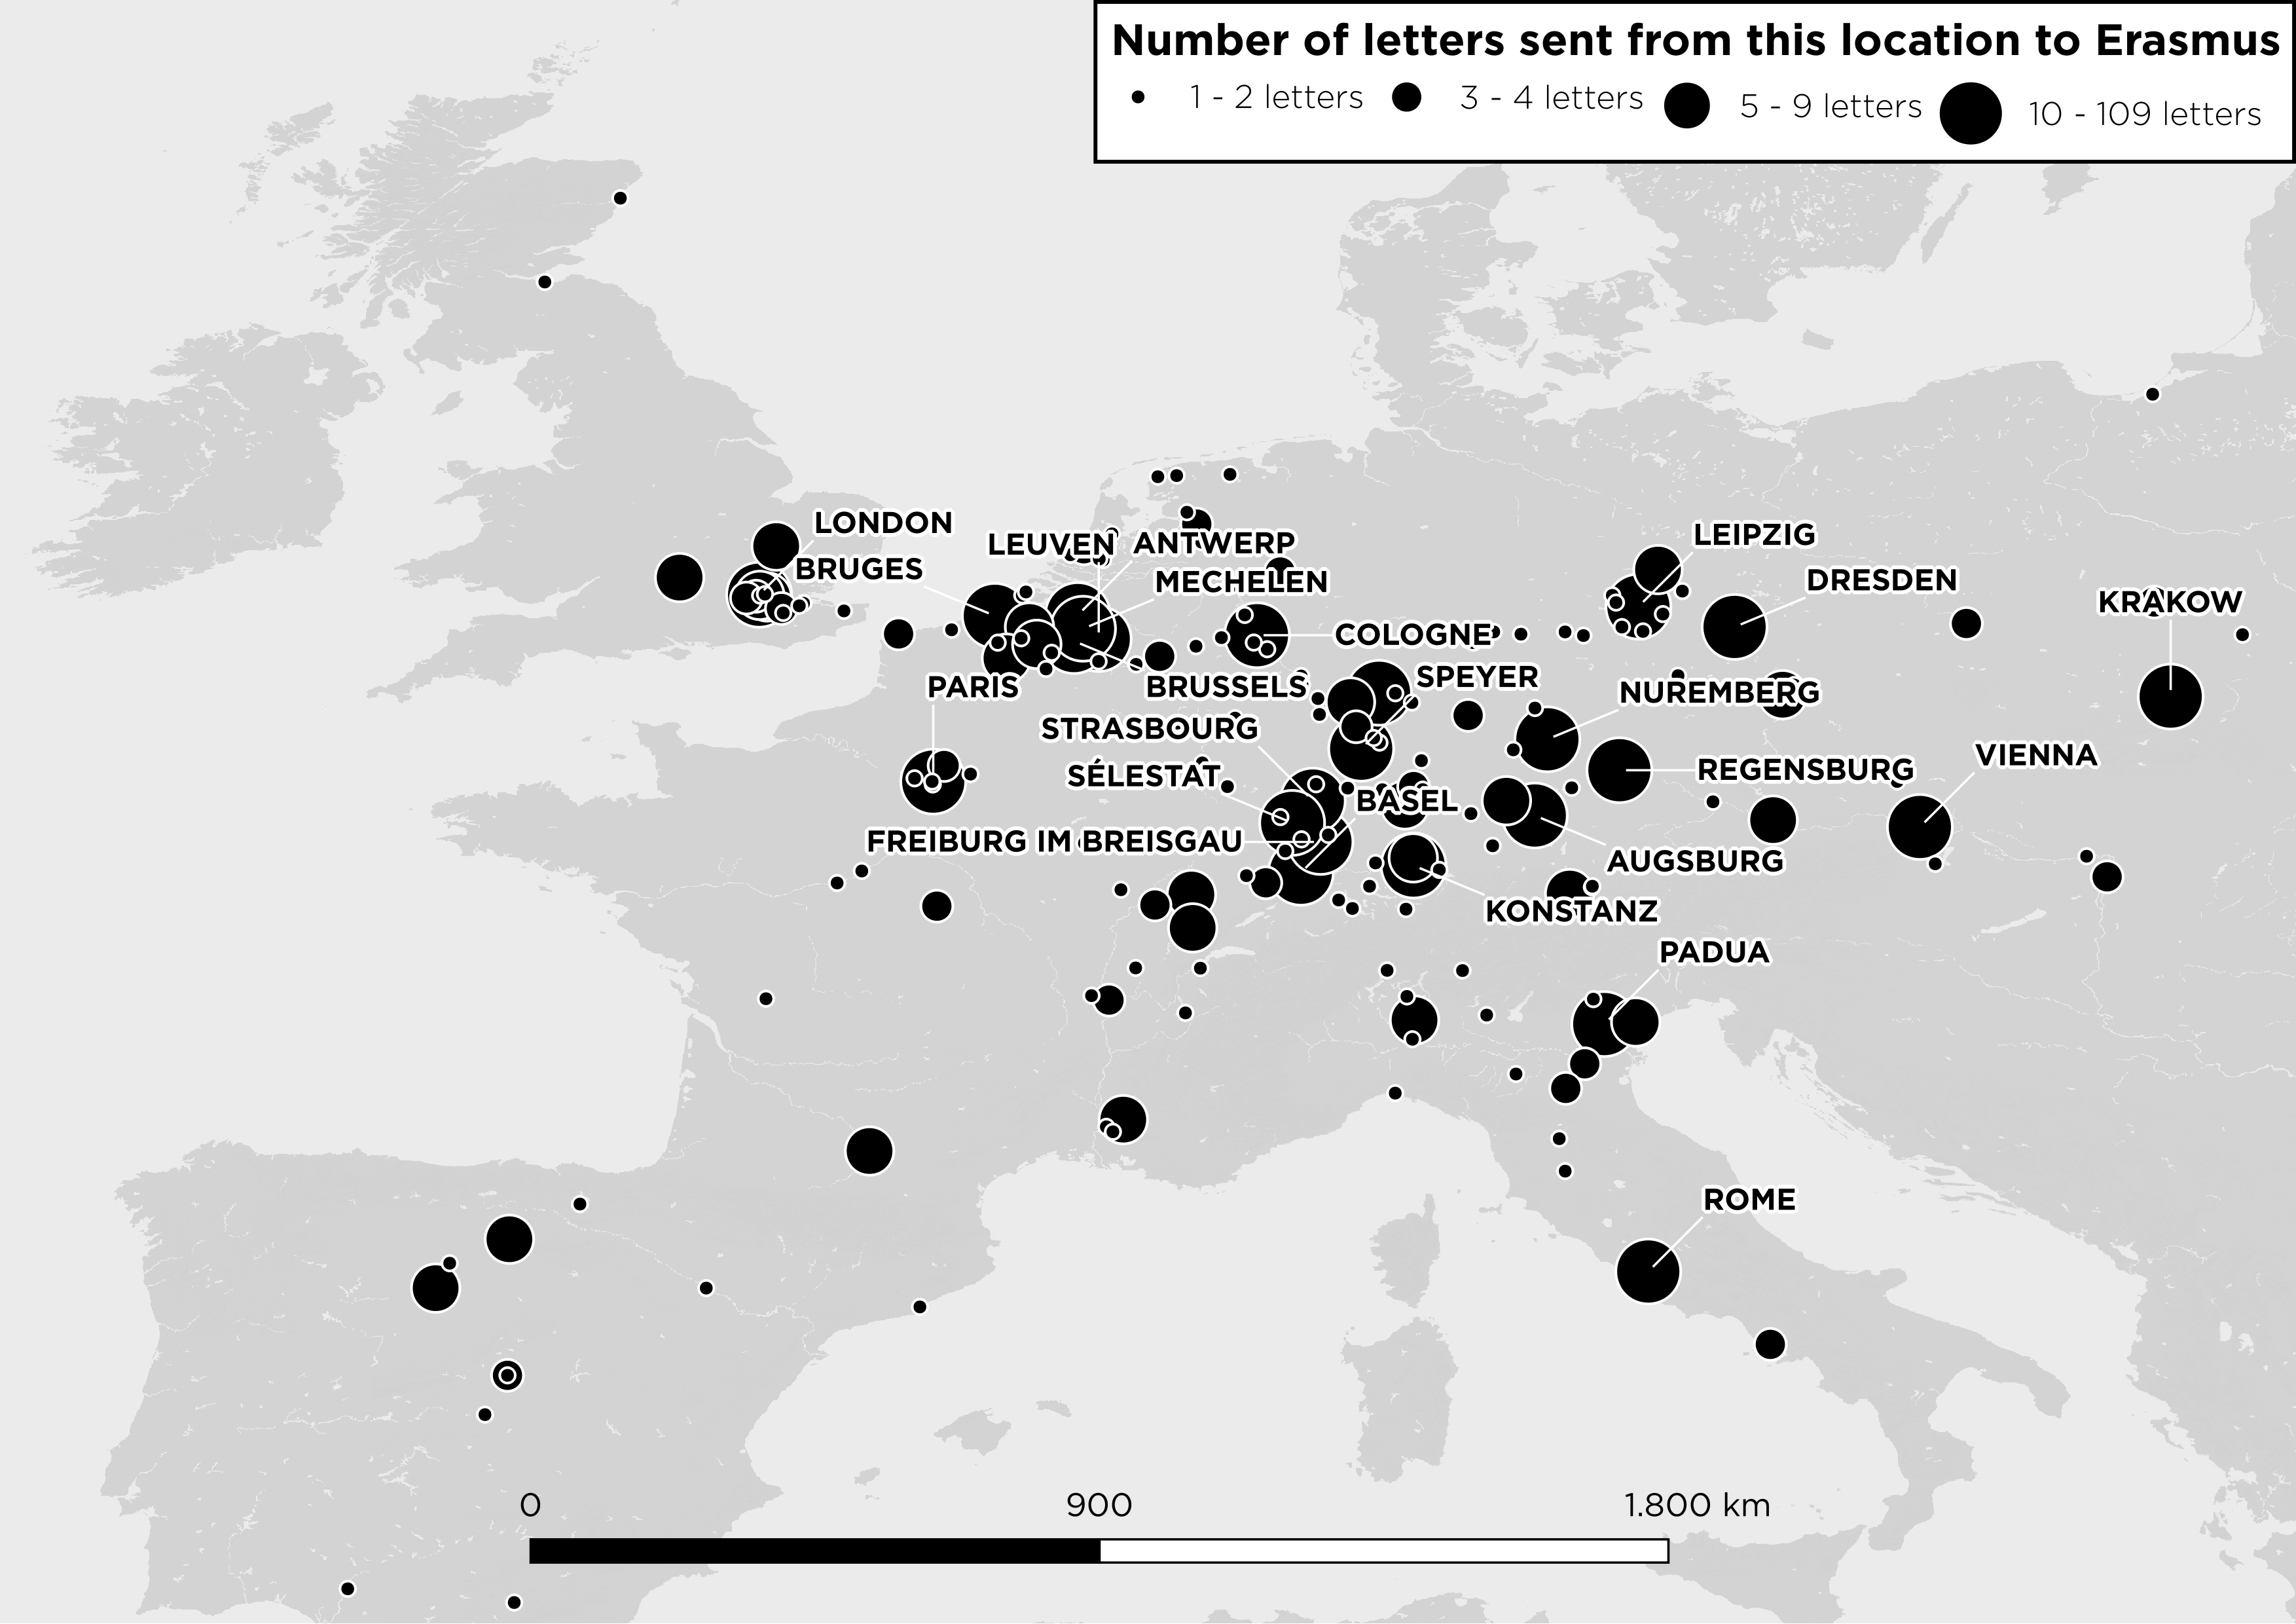 Number of letters sent from this location to Erasmus
1 - 2 letters
3 - 4 letters
5 - 9 letters
10 - 109 letters
LONDON
LEUVEN
ANTWERP
LEIPZIG
BRUGES
MECHELEN
DRESDEN
KRAKOW
COLOGNE
PARIS
BRUSSELS
SPEYER
NUREMBERG
STRASBOURG
VIENNA
SÉLESTAT
REGENSBURG
BASEL
FREIBURG IM BREISGAU
AUGSBURG
KONSTANZ
PADUA
ROME
0
900
1.800 km